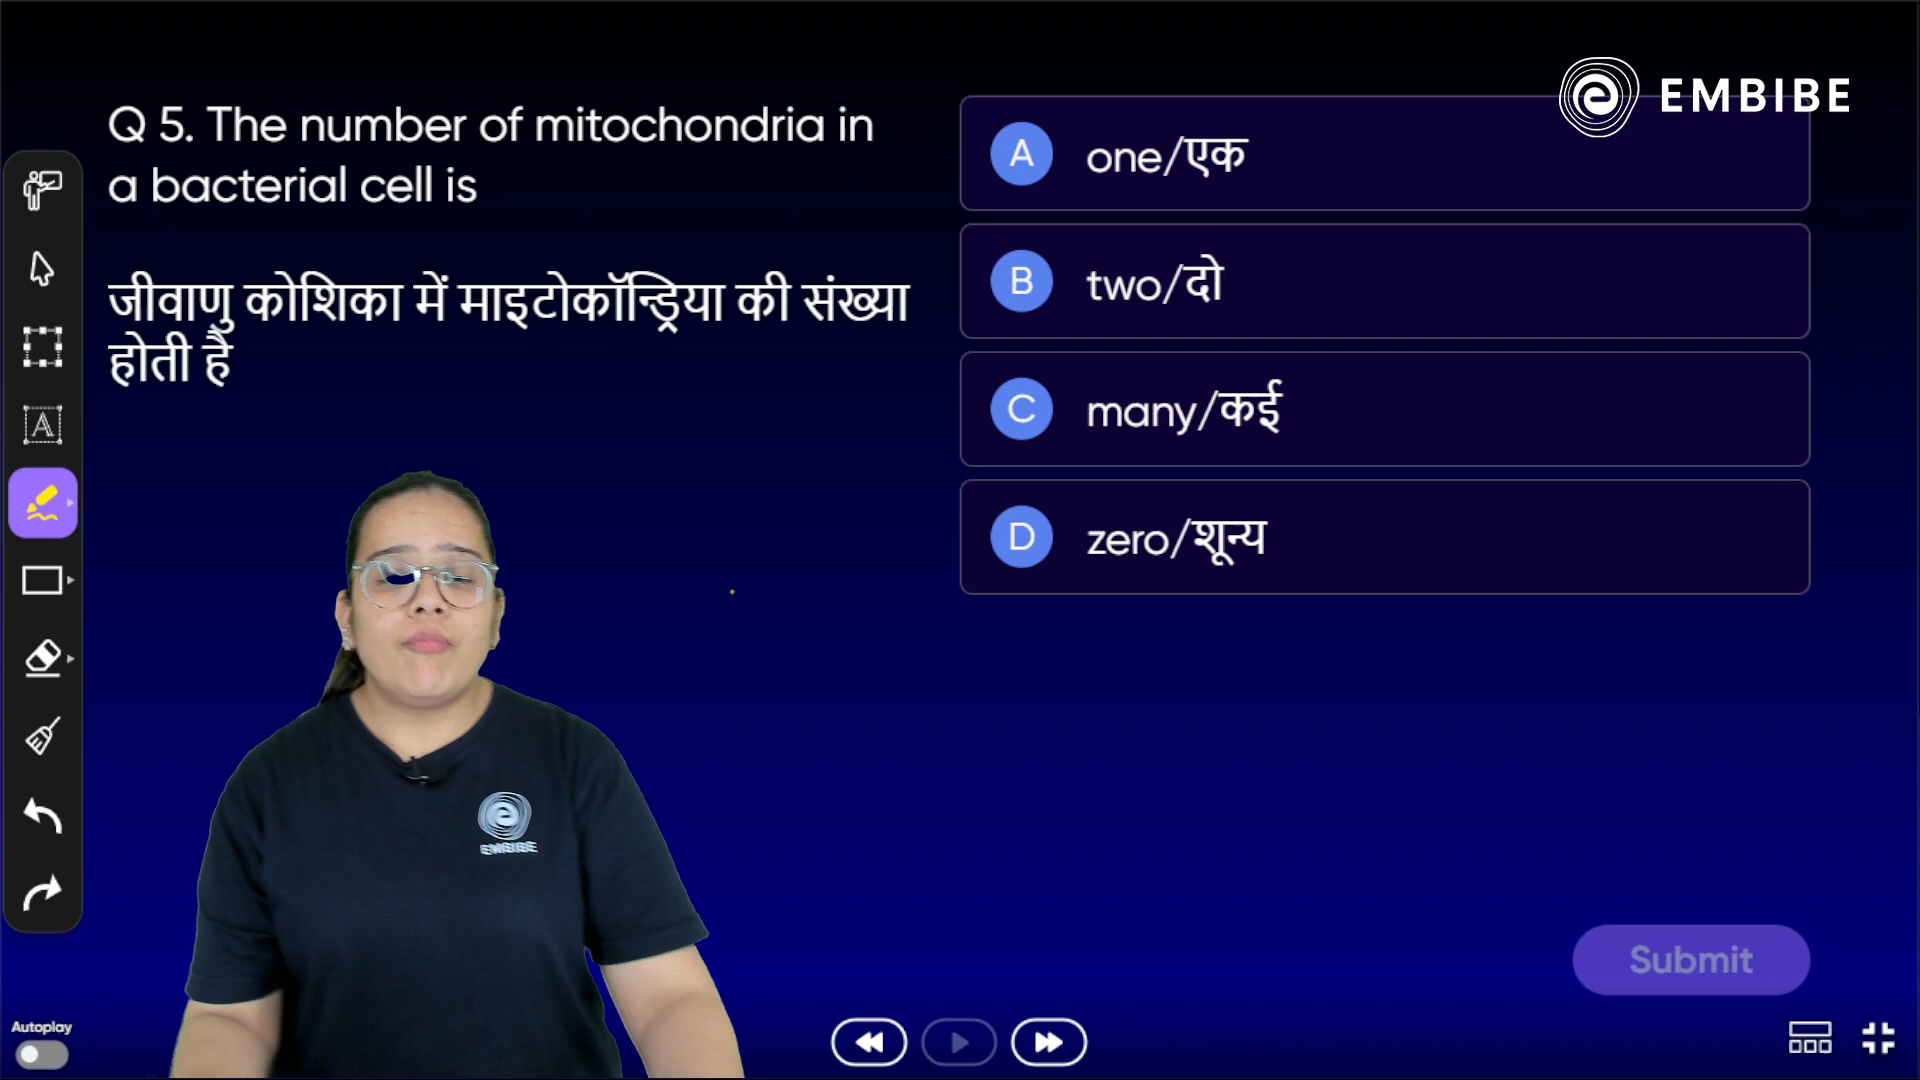 EMBIBE
Q 5. The number of mitochondria in
a bacterial cell is
जीवाणु कोशिका में माइटोकॉन्ड्रिया की संख्या
होती है
A one/एक
B two/दो
C many/कई
D zero/शून्य
A
EMBIBE
Submit
Autoplay